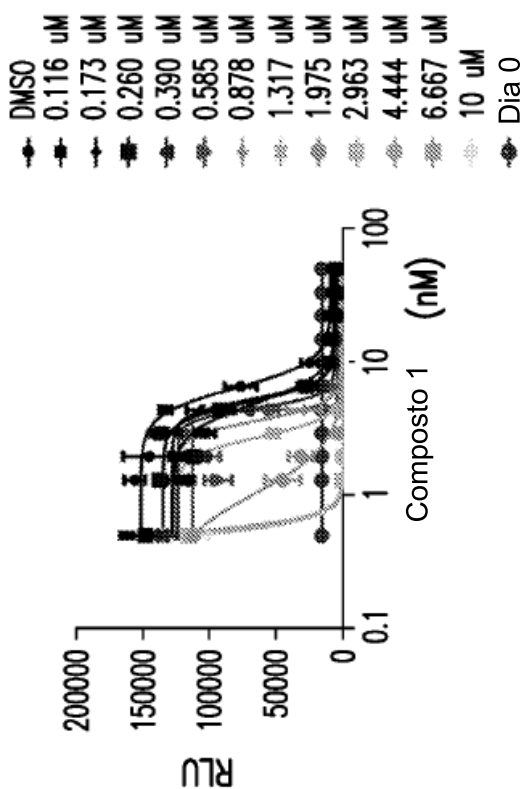 DMSO
0.116 uM
0.173 uM
0.260 uM
0.390 uM
0.585 uM
0.878 uM
1.317 uM
1.975 uM
2.963 uM
4.444 uM
6.667 uM
10 uM
Dia 0
200000
150000
100000
50000
0
RLU
0.1
1
10
100
(nM)
Composto 1